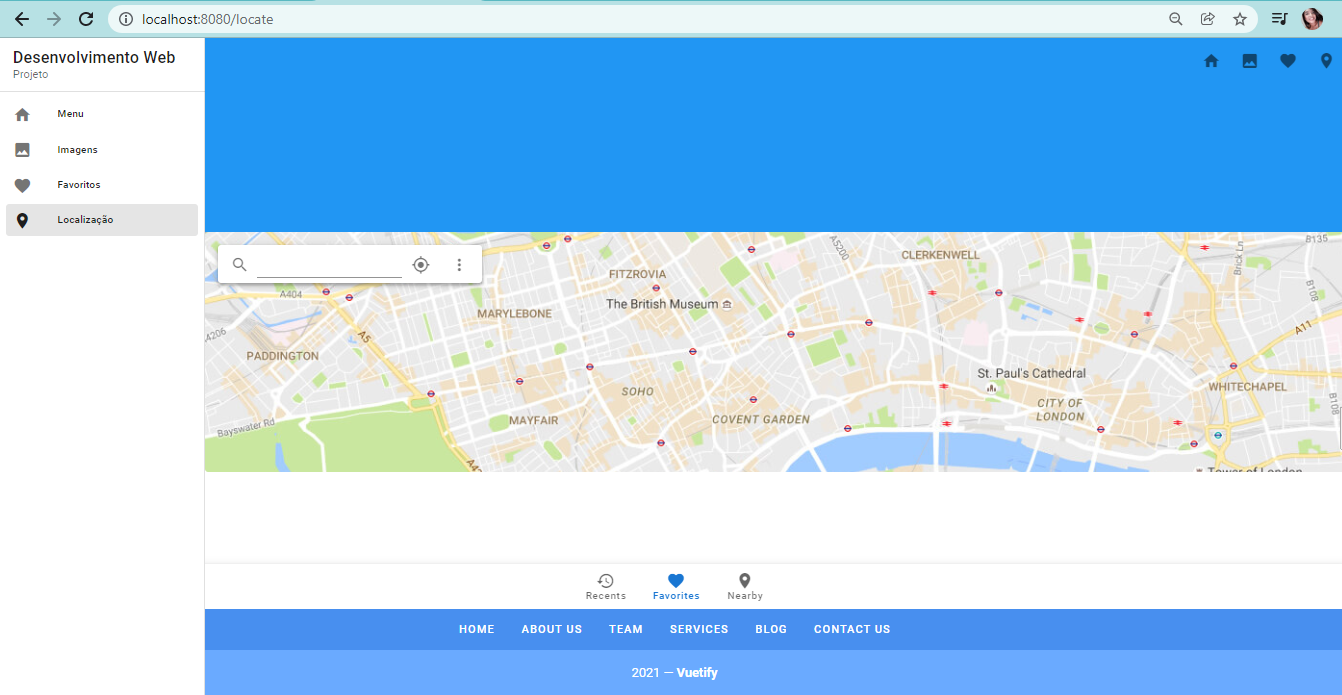 localhost:8080/locate
Desenvolvimento Web
Projeto
Menu
Imagens
Favoritos
Localização
B135
A5200
CLERKENWELL
Brick Ln
FITZROVIA
The British Museum
B108
A404
MARYLEBONE
A206
A5
A11
PADDINGTON
St. Paul's Cathedral
WHITECHAPEL
SOHO
CITY OF
LONDON
B108
MAYFAIR
COVENT GARDEN
Bayswater Rd
Tower of London
Recents
Favorites
Nearby
HOME
ABOUT US
TEAM
SERVICES
BLOG
CONTACT US
2021 — Vuetify